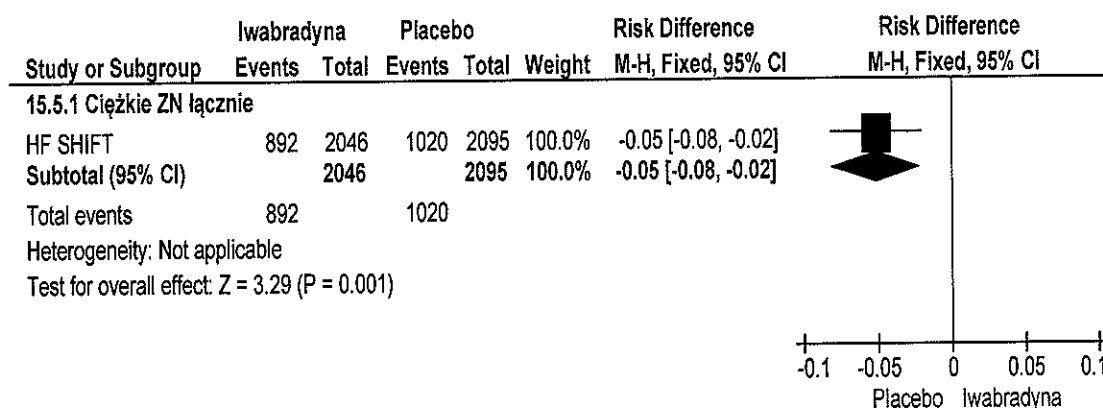 Iwabradyna Placebo Risk Difference Risk Difference
Study or Subgroup Events Total Events Total Weight M-H, Fixed, 95% CI M-H, Fixed, 95% CI
15.5.1 Ciężkie ZN łącznie
HF SHIFT 892 2046 1020 2095 100.0% -0.05 [-0.08, -0.02]
Subtotal (95% CI) 2046 2095 100.0% -0.05 [-0.08, -0.02]
Total events 892 1020
Heterogeneity: Not applicable
Test for overall effect: Z = 3.29 (P = 0.001)
-0.1 -0.05 0 0.05 0.1
Placebo Iwabradyna